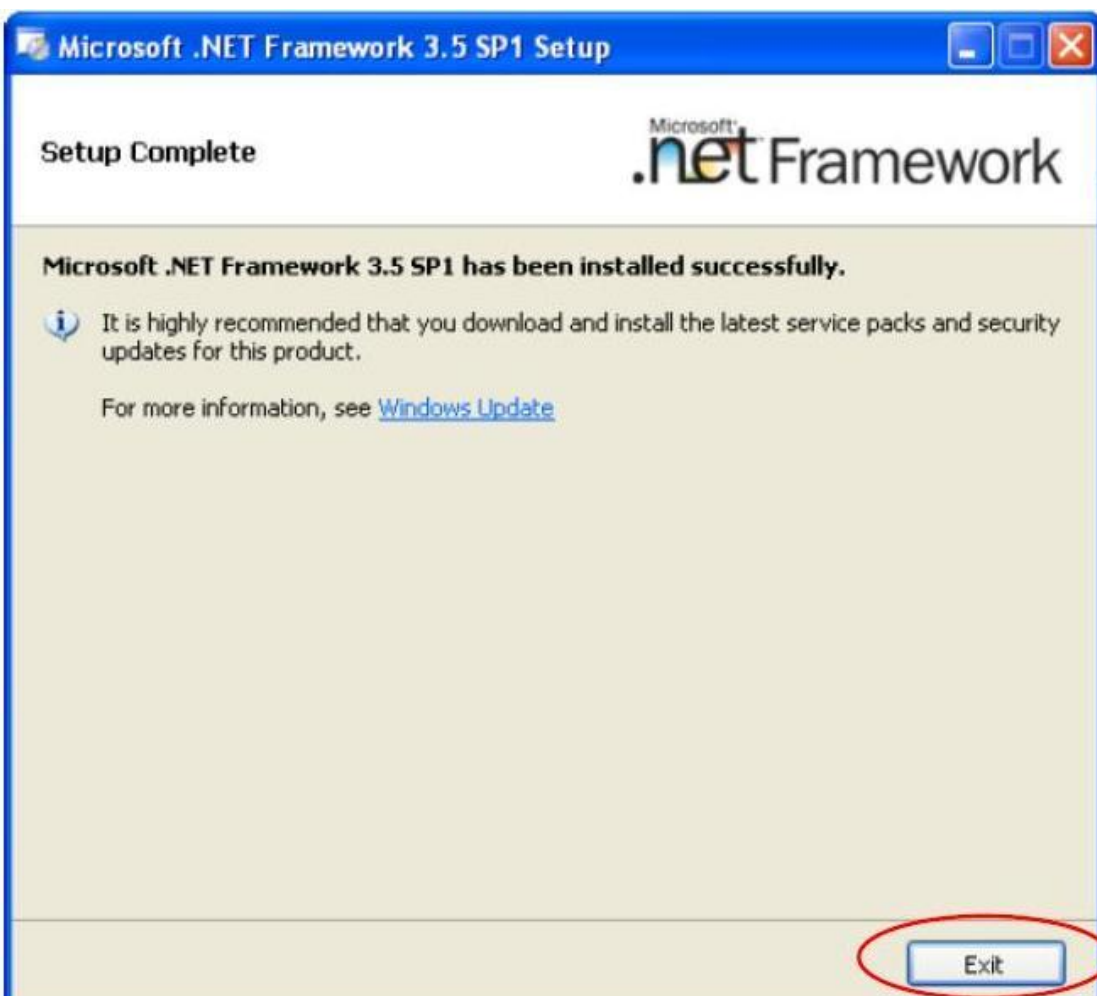 Microsoft .NET Framework 3.5 SP1 Setup
Setup Complete
Microsoft
.net Framework
Microsoft .NET Framework 3.5 SP1 has been installed successfully.
It is highly recommended that you download and install the latest service packs and security
updates for this product.
For more information, see Windows Update
Exit